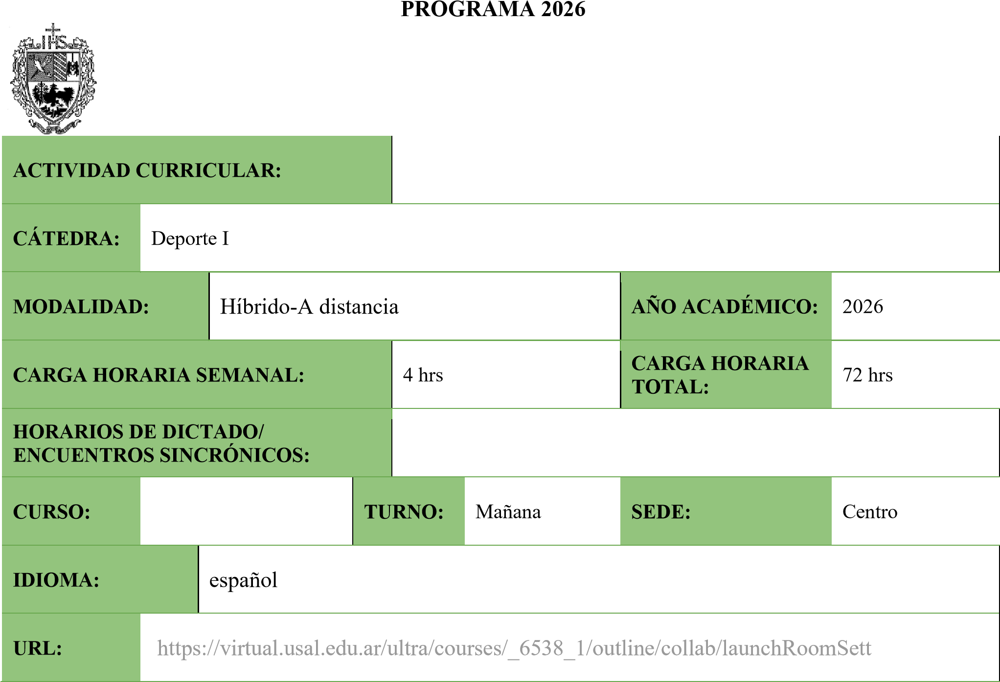 PROGRAMA 2026
IHS
ACTIVIDAD CURRICULAR:
CÁTEDRA: Deporte I
MODALIDAD: Híbrido-A distancia AÑO ACADÉMICO: 2026
CARGA HORARIA SEMANAL: 4 hrs CARGA HORARIA
TOTAL: 72 hrs
HORARIOS DE DICTADO/
ENCUENTROS SINCRÓNICOS:
CURSO: TURNO: Mañana SEDE: Centro
IDIOMA: español
URL: https://virtual.usal.edu.ar/ultra/courses/_6538_1/outline/collab/launchRoomSett